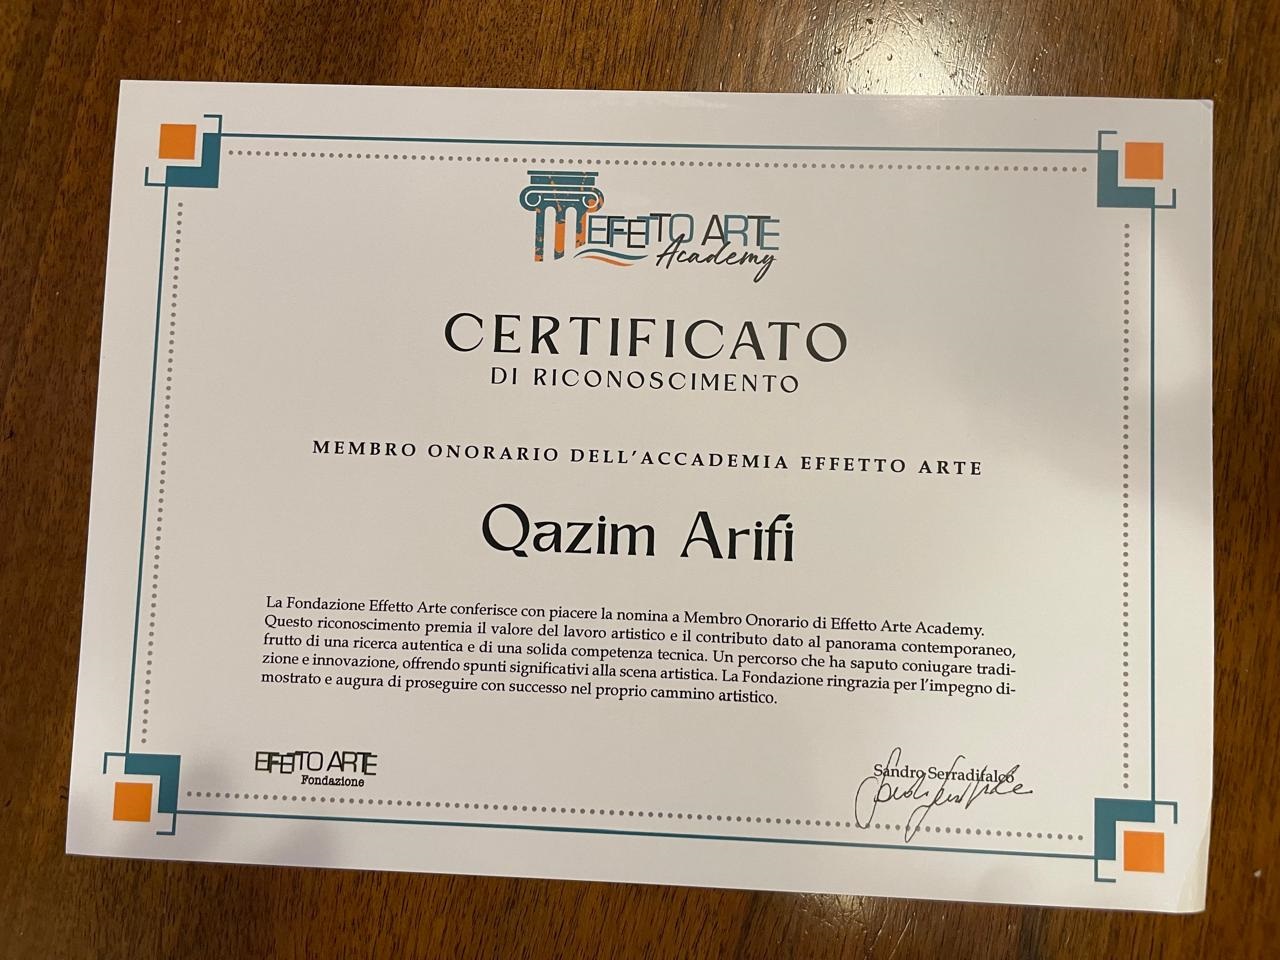 EFFETTO ARTE
Academy
CERTIFICATO
DI RICONOSCIMENTO
MEMBRO ONORARIO DELL'ACCADEMIA EFFETTO ARTE
Qazim Arifi
La Fondazione Effetto Arte conferisce con piacere la nomina a Membro Onorario di Effetto Arte Academy.
Questo riconoscimento premia il valore del lavoro artistico e il contributo dato al panorama contemporaneo,
frutto di una ricerca autentica e di una solida competenza tecnica. Un percorso che ha saputo coniugare tradi-
zione e innovazione, offrendo spunti significativi alla scena artistica. La Fondazione ringrazia per l'impegno di-
mostrato e augura di proseguire con successo nel proprio cammino artistico.
EFFETTO ARTE
Fondazione
Sandro Serradifalco